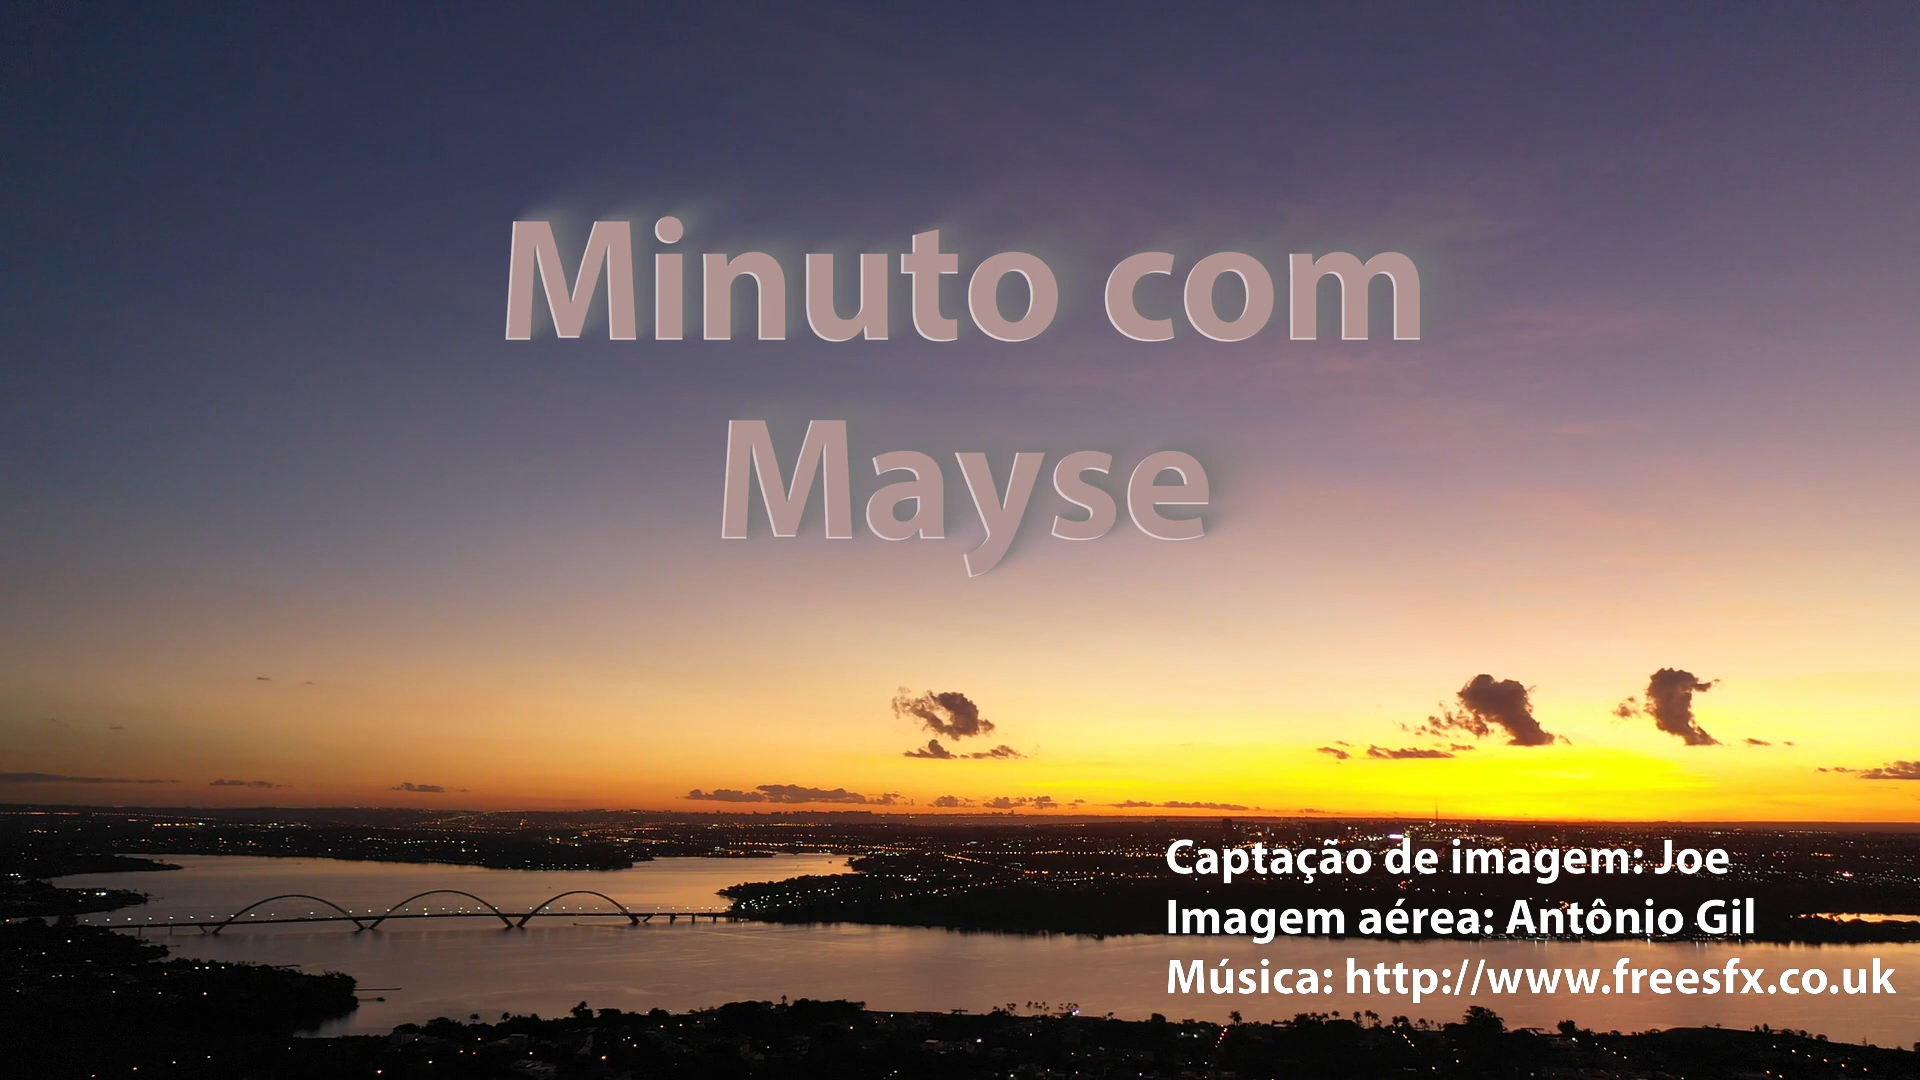 Minuto com
Mayse
Captação de imagem: Joe
Imagem aérea: Antônio Gil
Música: http://www.freesfx.co.uk